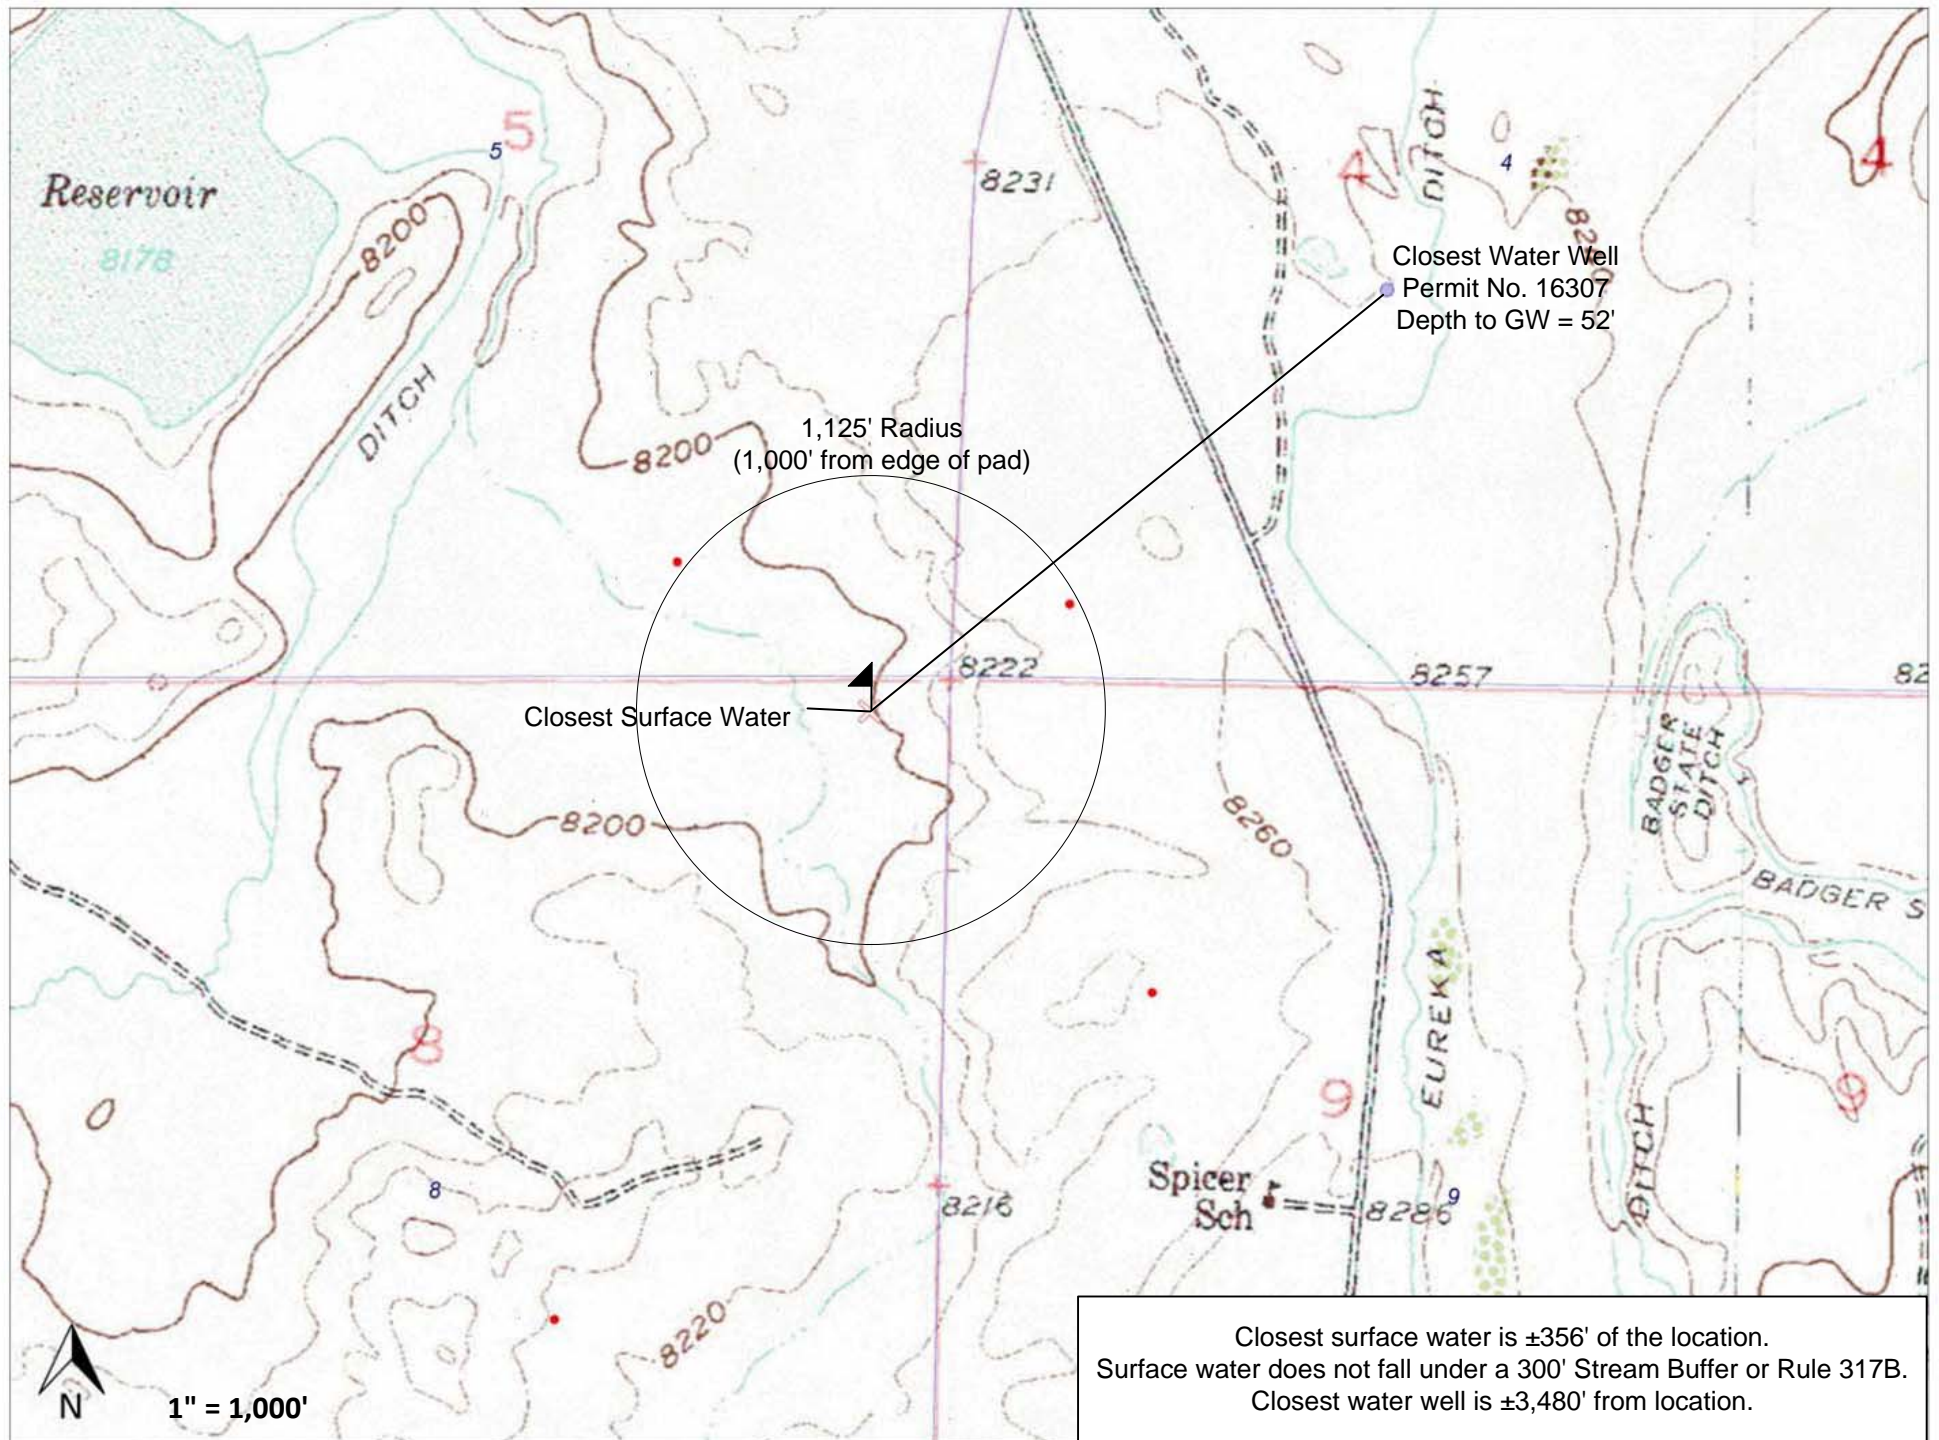 5
5
DITCH
4
4
4
Reservoir
8178
8200
8231
8240
Closest Water Well
Permit No. 16307
Depth to GW = 52'
DITCH
1,125' Radius
(1,000' from edge of pad)
8200
8222
8257
82
Closest Surface Water
BADGER
STATE
DITCH
8200
8260
BADGER S
EUREKA
8
9
9
DITCH
8
Spicer
Sch
8286
9
8216
8220
N
1" = 1,000'
Closest surface water is ±356' of the location.
Surface water does not fall under a 300' Stream Buffer or Rule 317B.
Closest water well is ±3,480' from location.